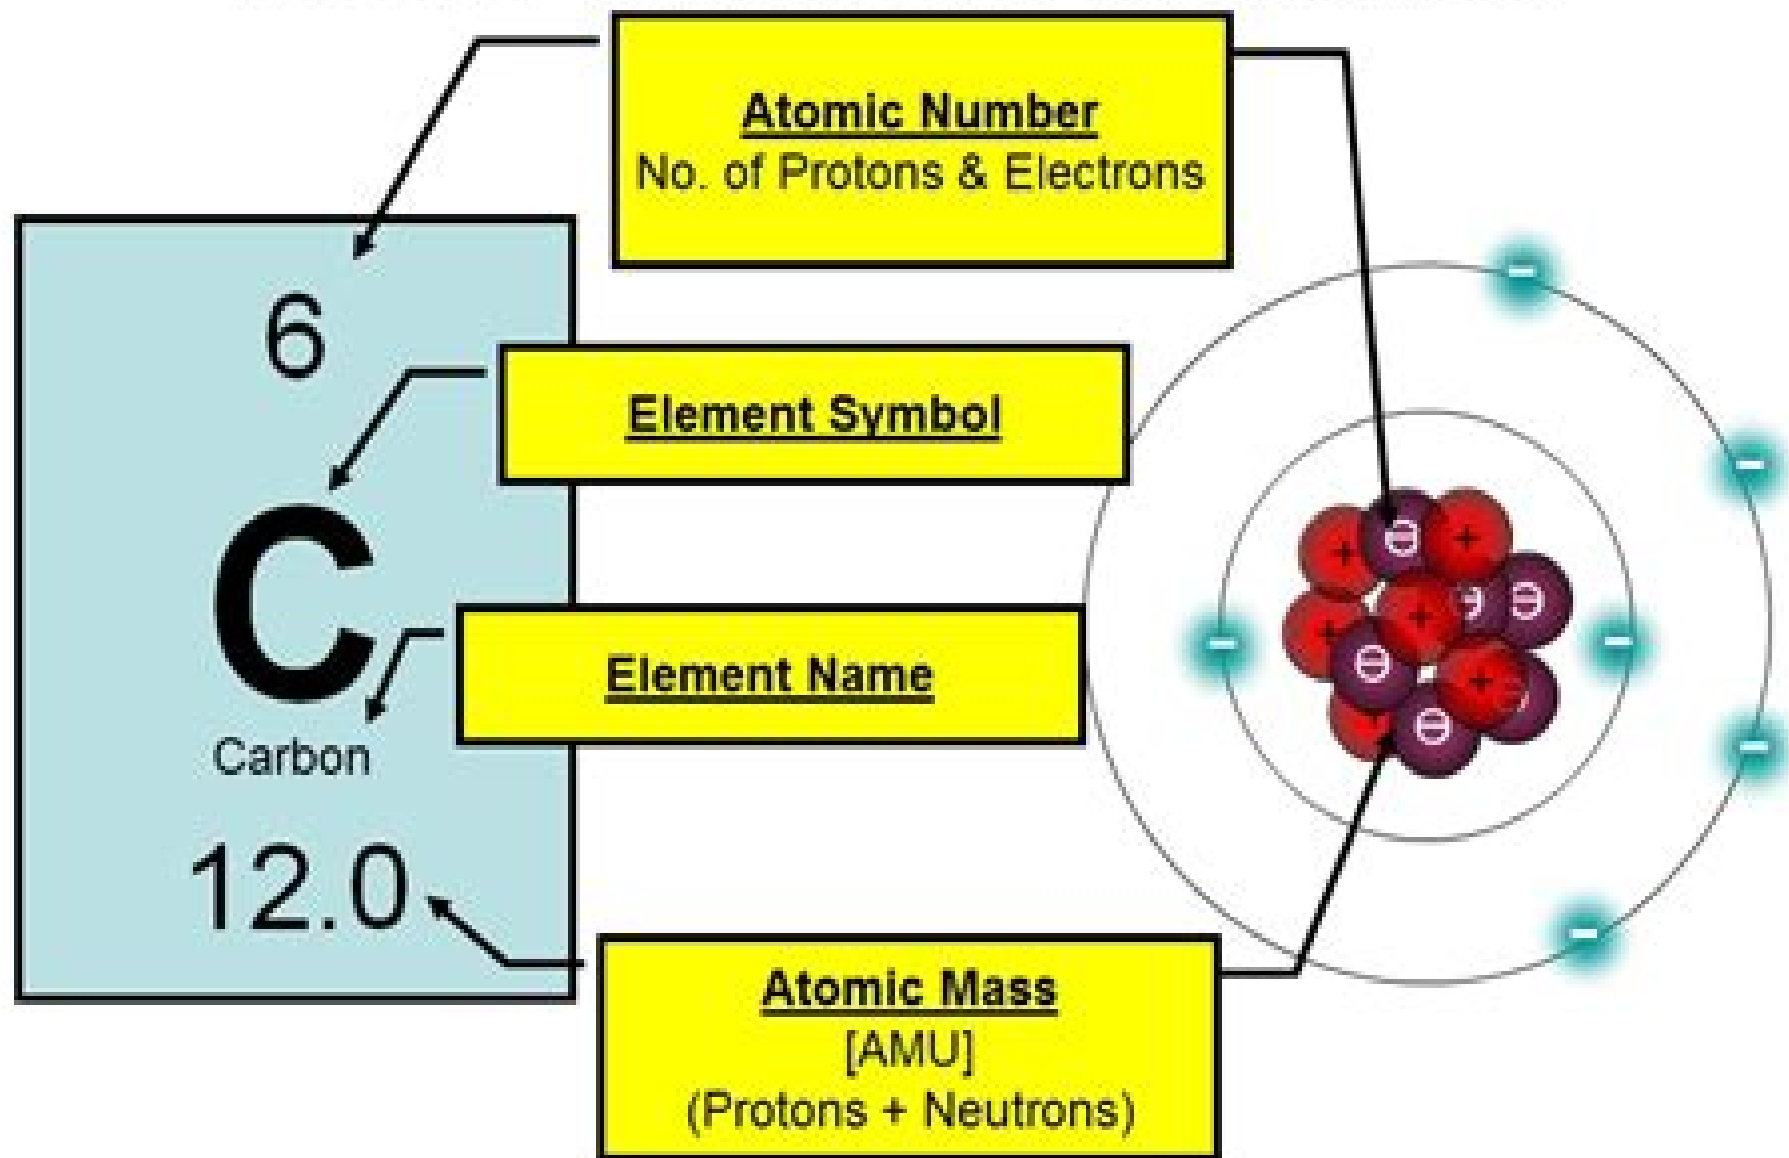 Atomic Number
No. of Protons & Electrons
6
Element Symbol
C
Element Name
Carbon
12.0
Atomic Mass
[AMU]
(Protons + Neutrons)